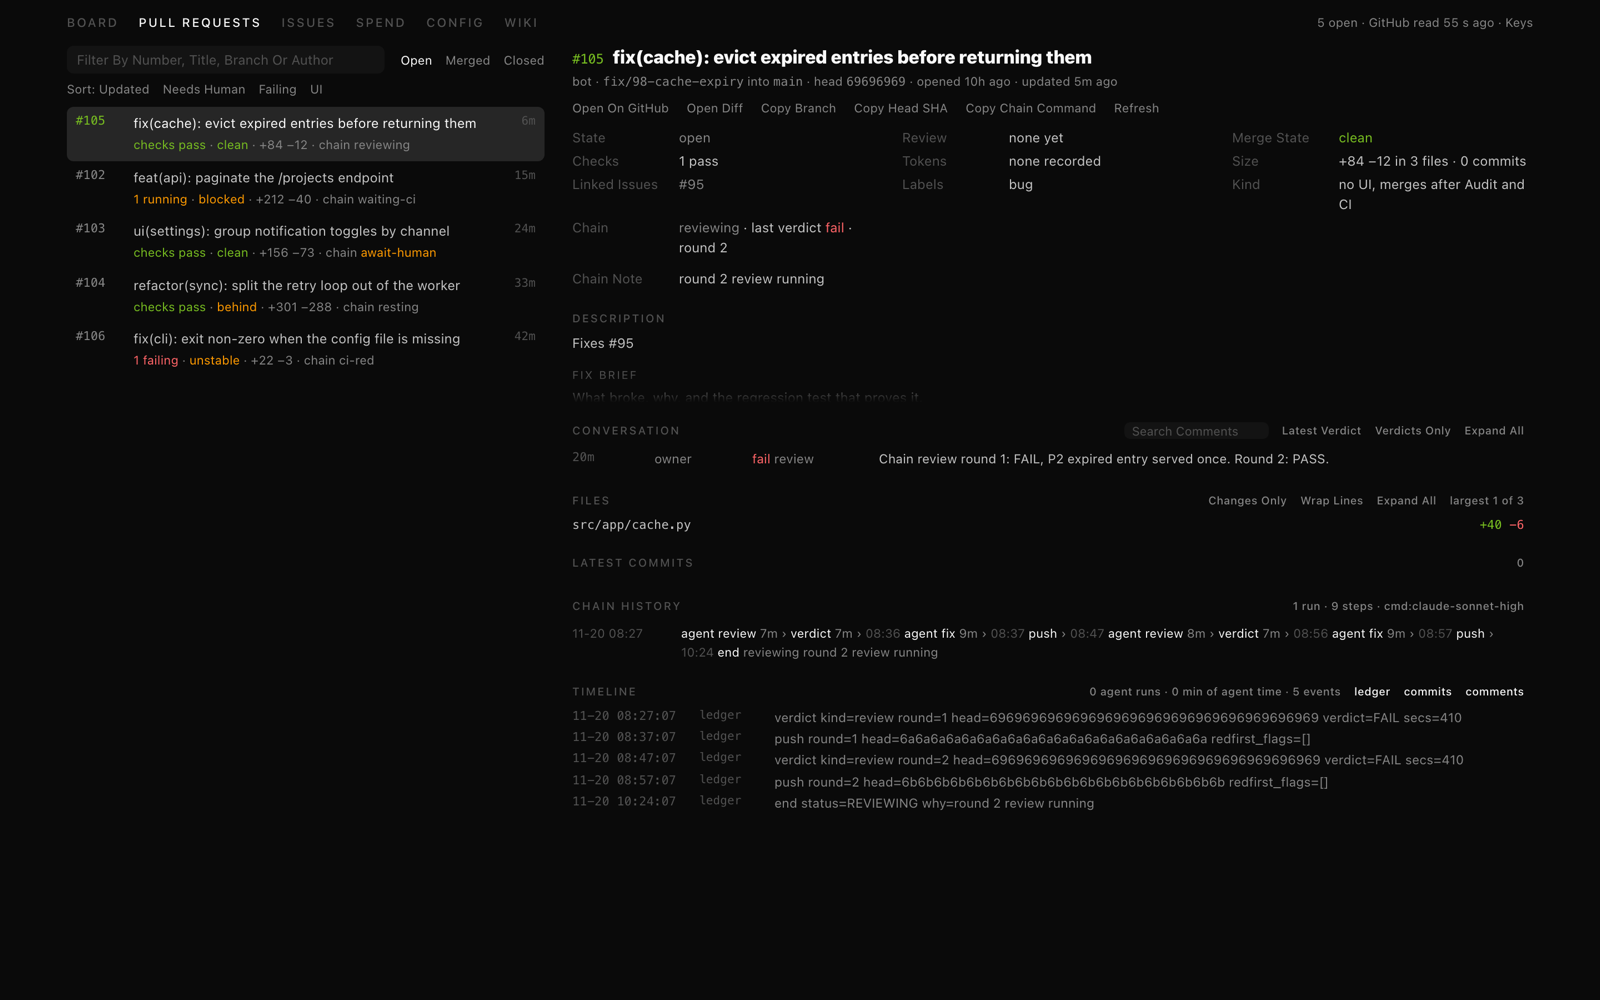 BOARD PULL REQUESTS ISSUES SPEND CONFIG WIKI
5 open · GitHub read 55 s ago · Keys
Filter By Number, Title, Branch Or Author
Open Merged Closed
Sort: Updated Needs Human Failing UI
#105 fix(cache): evict expired entries before returning them 6m
checks pass · clean · +84 −12 · chain reviewing
#102 feat(api): paginate the /projects endpoint 15m
1 running · blocked · +212 −40 · chain waiting-ci
#103 ui(settings): group notification toggles by channel 24m
checks pass · clean · +156 −73 · chain await-human
#104 refactor(sync): split the retry loop out of the worker 33m
checks pass · behind · +301 −288 · chain resting
#106 fix(cli): exit non-zero when the config file is missing 42m
1 failing · unstable · +22 −3 · chain ci-red
#105 fix(cache): evict expired entries before returning them
bot · fix/98-cache-expiry into main · head 69696969 · opened 10h ago · updated 5m ago
Open On GitHub Open Diff Copy Branch Copy Head SHA Copy Chain Command Refresh
State open Review none yet Merge State clean
Checks 1 pass Tokens none recorded Size +84 −12 in 3 files · 0 commits
Linked Issues #95 Labels bug Kind no UI, merges after Audit and
CI
Chain reviewing · last verdict fail ·
round 2
Chain Note round 2 review running
DESCRIPTION
Fixes #95
FIX BRIEF
What broke, why, and the regression test that proves it
CONVERSATION Search Comments Latest Verdict Verdicts Only Expand All
20m owner fail review Chain review round 1: FAIL, P2 expired entry served once. Round 2: PASS.
FILES Changes Only Wrap Lines Expand All largest 1 of 3
src/app/cache.py +40 −6
LATEST COMMITS 0
CHAIN HISTORY 1 run · 9 steps · cmd:claude-sonnet-high
11-20 08:27 agent review 7m › verdict 7m › 08:36 agent fix 9m › 08:37 push › 08:47 agent review 8m › verdict 7m › 08:56 agent fix 9m › 08:57 push ›
10:24 end reviewing round 2 review running
TIMELINE 0 agent runs · 0 min of agent time · 5 events ledger commits comments
11-20 08:27:07 ledger verdict kind=review round=1 head=6969696969696969696969696969696969696969 verdict=FAIL secs=410
11-20 08:37:07 ledger push round=1 head=6a6a6a6a6a6a6a6a6a6a6a6a6a6a6a6a6a6a6a6a redfirst_flags=[]
11-20 08:47:07 ledger verdict kind=review round=2 head=6969696969696969696969696969696969696969 verdict=FAIL secs=410
11-20 08:57:07 ledger push round=2 head=6b6b6b6b6b6b6b6b6b6b6b6b6b6b6b6b6b6b6b6b redfirst_flags=[]
11-20 10:24:07 ledger end status=REVIEWING why=round 2 review running